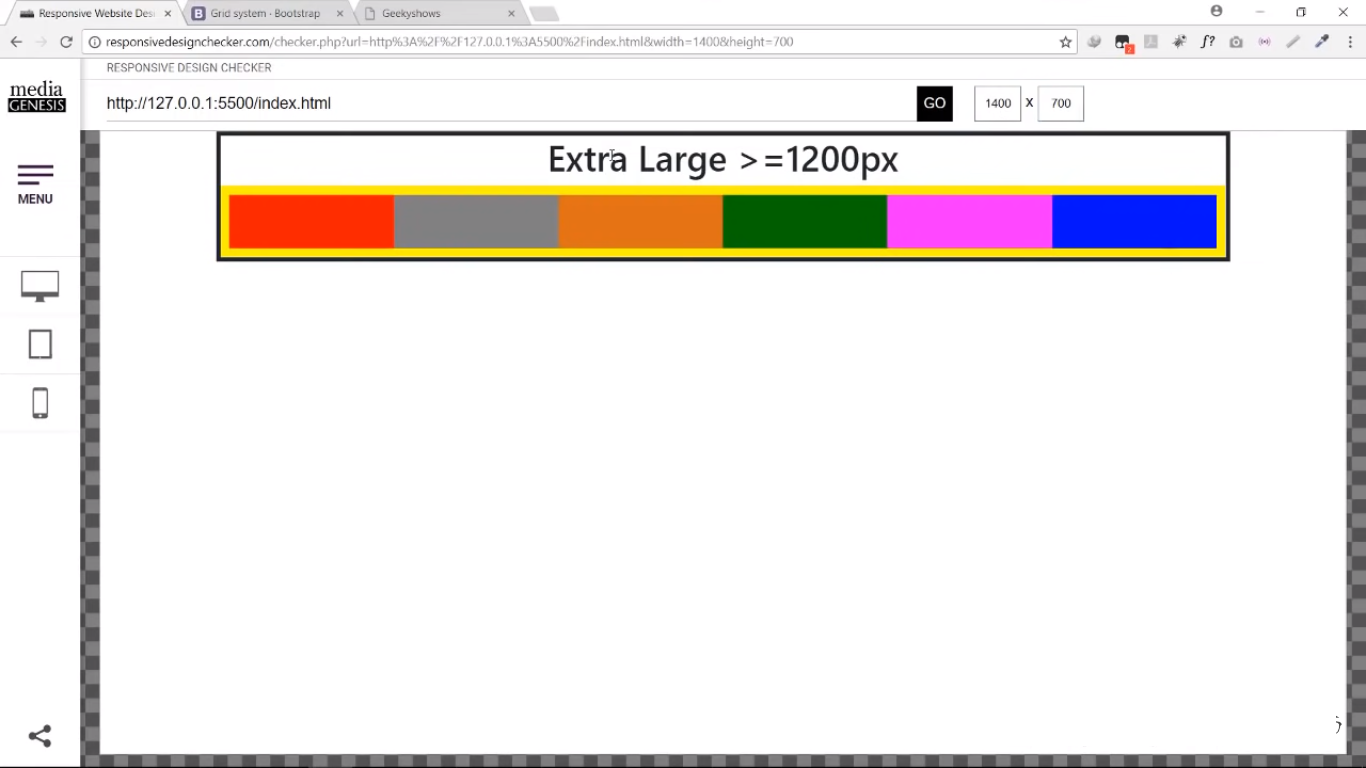 Responsive Website Des
Grid system · Bootstrap
Geekyshows
responsivedesignchecker.com/checker.php?url=http%3A%2F%2F127.0.0.1%3A5500%2Findex.html&width=1400&height=700
RESPONSIVE DESIGN CHECKER
media
GENESIS
http://127.0.0.1:5500/index.html
GO
1400 X 700
MENU
Extra Large >=1200px